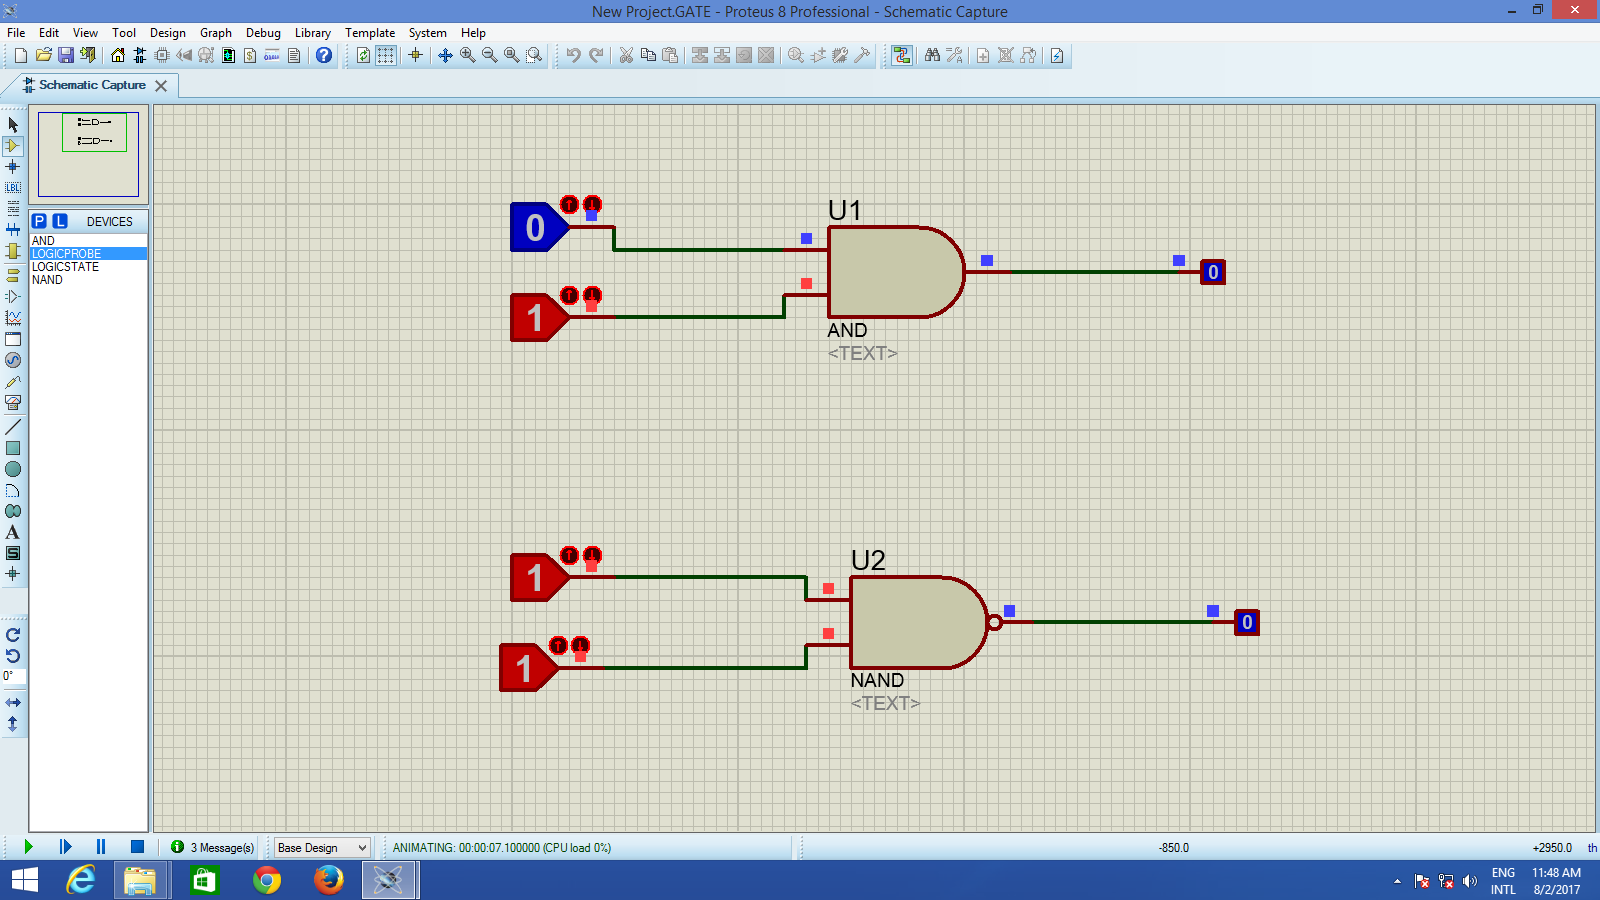 New Project.GATE - Proteus 8 Professional - Schematic Capture
File Edit View Tool Design Graph Debug Library Template System Help
Schematic Capture
P L DEVICES
AND
LOGICPROBE
LOGICSTATE
NAND
LBL
A
S
0°
U1
0
0
1
AND
<TEXT>
U2
1
0
1
NAND
<TEXT>
3 Message(s)
Base Design
ANIMATING: 00:00:07.100000 (CPU load 0%)
-850.0
+2950.0
th
ENG
INTL
11:48 AM
8/2/2017